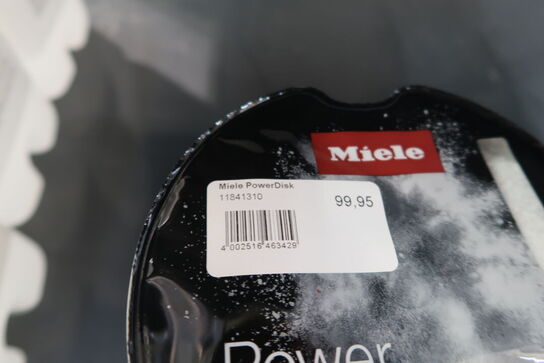 Miele
Miele PowerDisk
11841310
99,95
4 002516 463429
Power